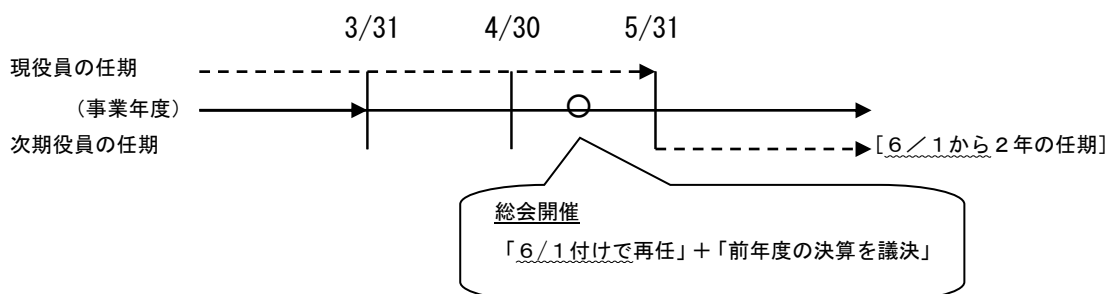 3/31 4/30 5/31
現役員の任期
（事業年度）
次期役員の任期
［６／１から２年の任期］
総会開催
「６/１付けで再任」＋「前年度の決算を議決」